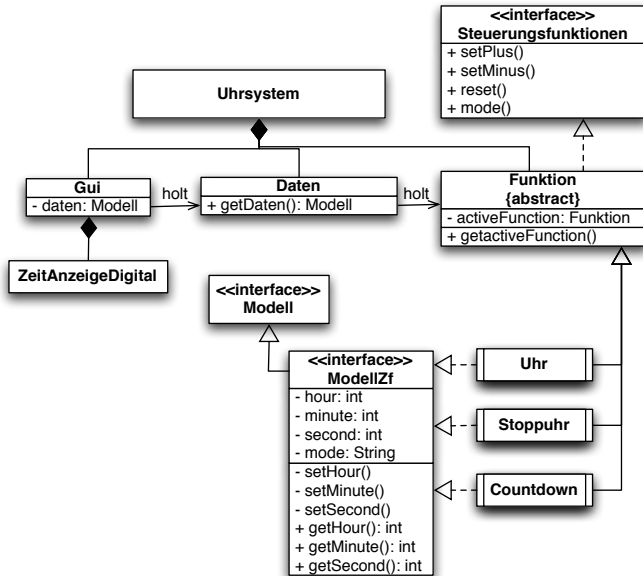 <<interface>>
Steuerungsfunktionen
+ setPlus()
+ setMinus()
+ reset()
+ mode()
Uhrsystem
Gui
- daten: Modell
holt
Daten
+ getDaten(): Modell
holt
Funktion
{abstract}
- activeFunction: Funktion
+ getactiveFunction()
ZeitAnzeigeDigital
<<interface>>
Modell
<<interface>>
ModellZf
- hour: int
- minute: int
- second: int
- mode: String
- setHour()
- setMinute()
- setSecond()
+ getHour(): int
+ getMinute(): int
+ getSecond(): int
Uhr
Stoppuhr
Countdown